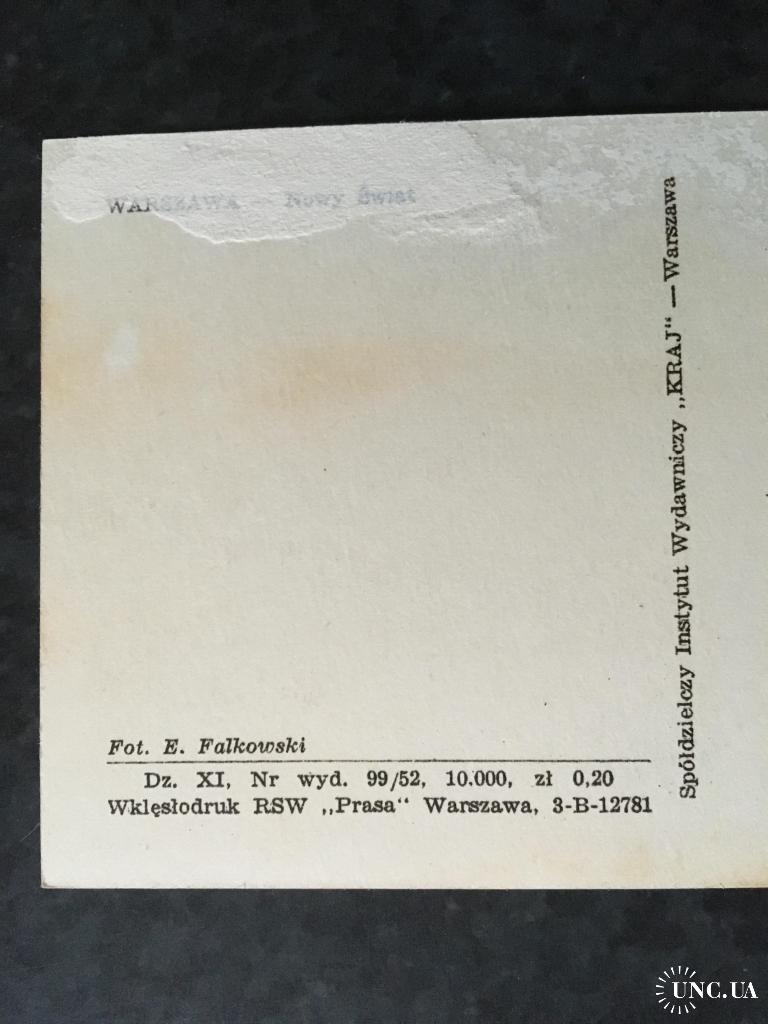 WARSZAWA — Nowy Świat
Spółdzielczy Instytut Wydawniczy „KRAJ“ — Warszawa
Fot. E. Falkowski
Dz. XI, Nr wyd. 99/52, 10.000, zł 0,20
Wklęsłodruk RSW „Prasa“ Warszawa, 3-B-12781
UNC.UA